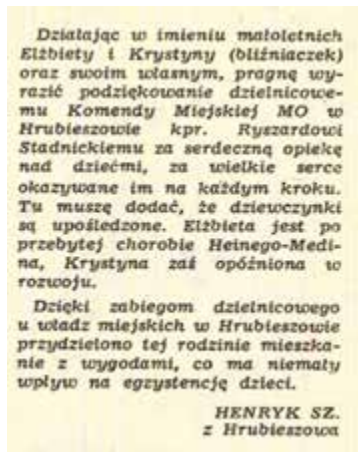 Działając w imieniu małoletnich
Elżbiety i Krystyny (bliźniaczek)
oraz swoim własnym, pragnę wy-
razić podziękowanie dzielnicowe-
mu Komendy Miejskiej MO w
Hrubieszowie kpr. Ryszardowi
Stadnickiemu za serdeczną opiekę
nad dziećmi, za wielkie serce
okazywane im na każdym kroku.
Tu muszę dodać, że dziewczynki
są upośledzone. Elżbieta jest po
przebytej chorobie Heinego-Medi-
na, Krystyna zaś opóźniona w
rozwoju.
Dzięki zabiegom dzielnicowego
u władz miejskich w Hrubieszowie
przydzielono tej rodzinie mieszka-
nie z wygodami, co ma niemały
wpływ na egzystencję dzieci.
HENRYK SZ.
z Hrubieszowa